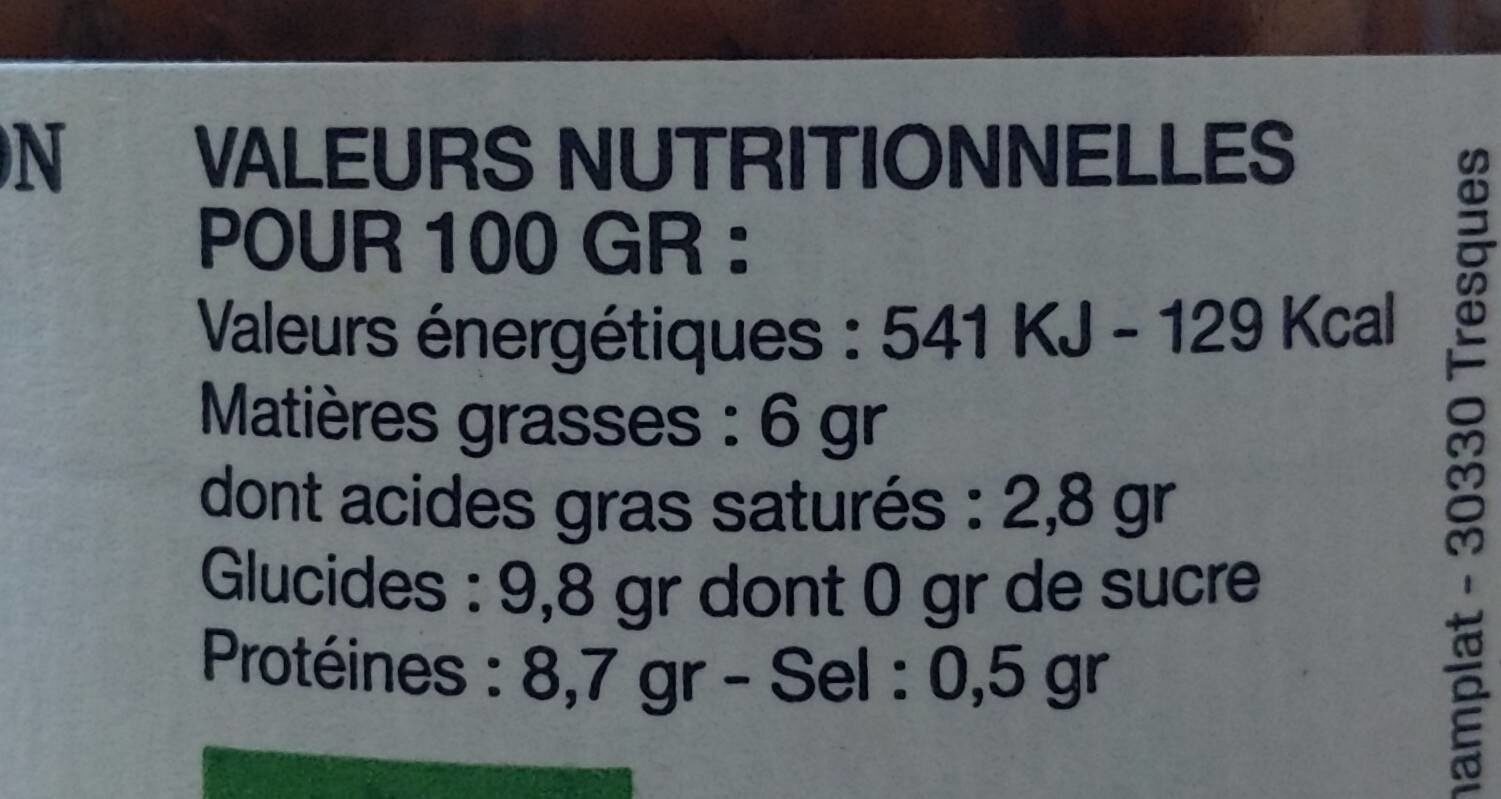 VALEURS NUTRITIONNELLES
POUR 100 GR :
Valeurs énergétiques : 541 KJ - 129 Kcal
Matières grasses : 6 gr
dont acides gras saturés : 2,8 gr
Glucides : 9,8 gr dont 0 gr de sucre
Protéines : 8,7 gr - Sel : 0,5 gr
- 30330 Tresques